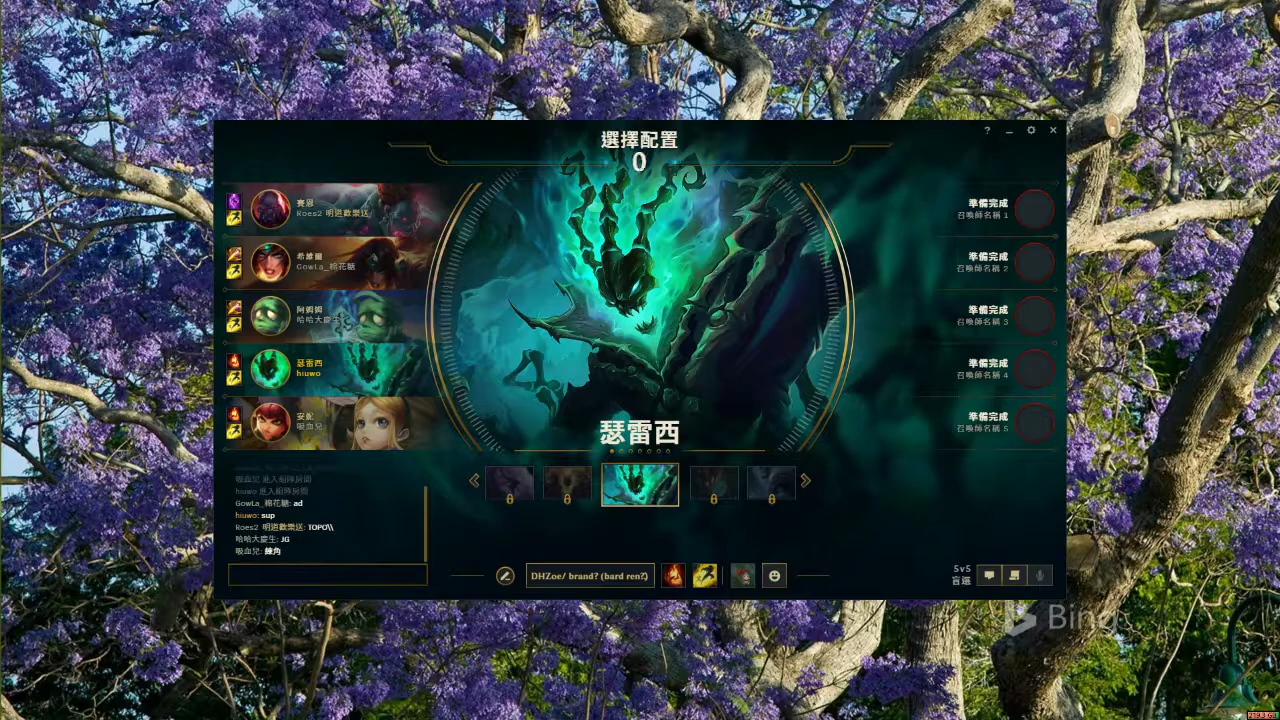 選擇配置
0
賽恩
Roes2 明道歡樂送
希維爾
GowLa_棉花糖
阿姆姆
哈哈大慶生
瑟雷西
hiuwo
安妮
吸血兒
準備完成
召喚師名稱 1
準備完成
召喚師名稱 2
準備完成
召喚師名稱 3
準備完成
召喚師名稱 4
準備完成
召喚師名稱 5
瑟雷西
吸血兒 進入組隊房間
hiuwo 進入組隊房間
GowLa_棉花糖: ad
hiuwo: sup
Roes2 明道歡樂送: TOPO\\
哈哈大慶生: JG
吸血兒: 線角
DHZoe/ brand? (bard ren?)
5v5
盲選
Bing